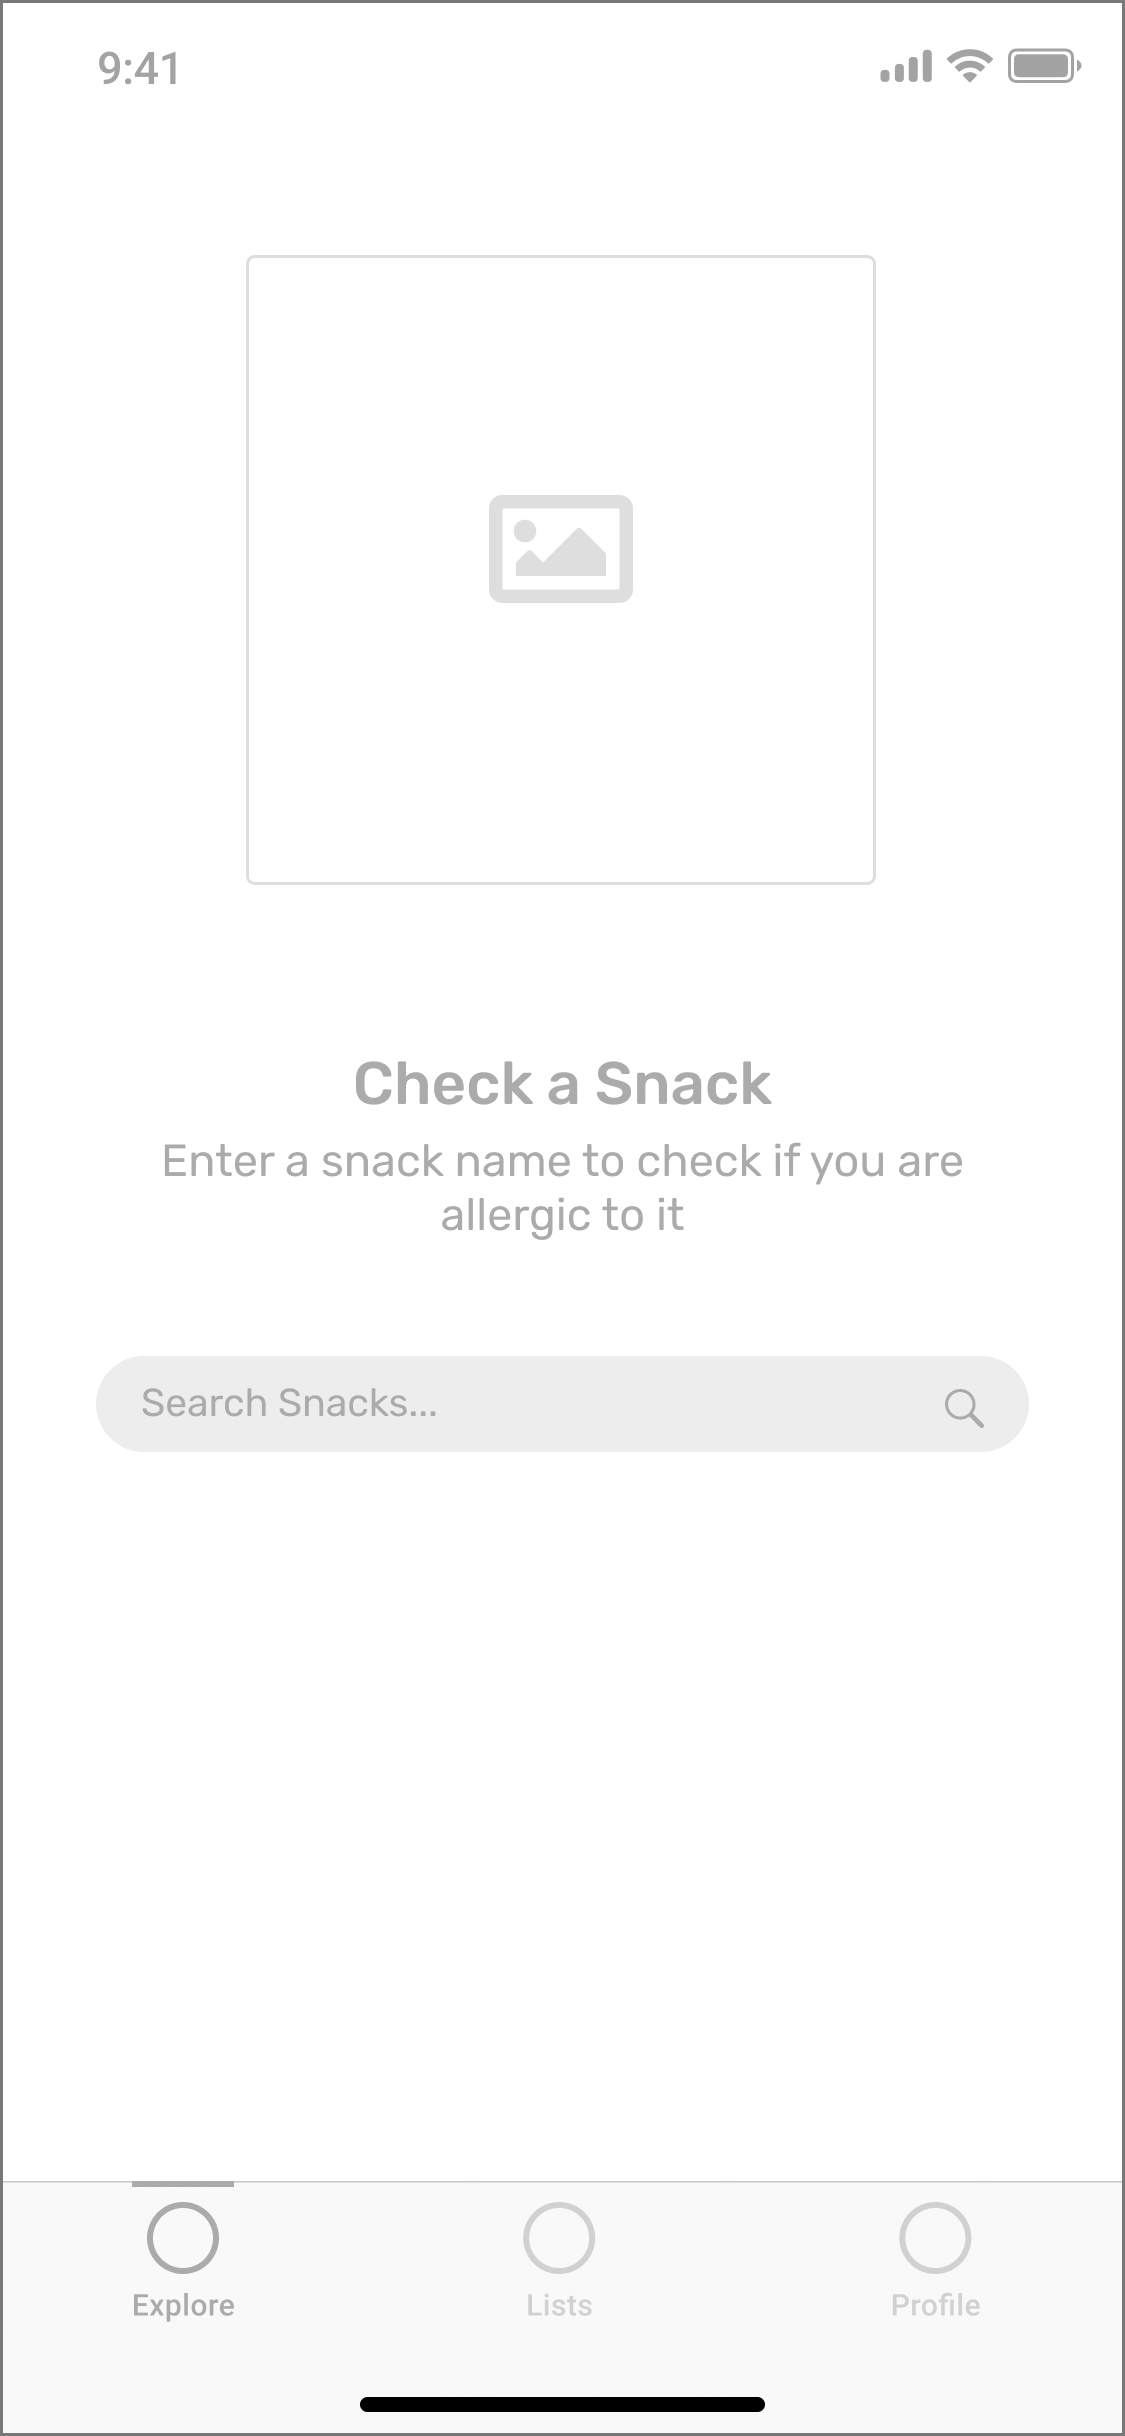 9:41
Check a Snack
Enter a snack name to check if you are
allergic to it
Search Snacks...
Explore
Lists
Profile